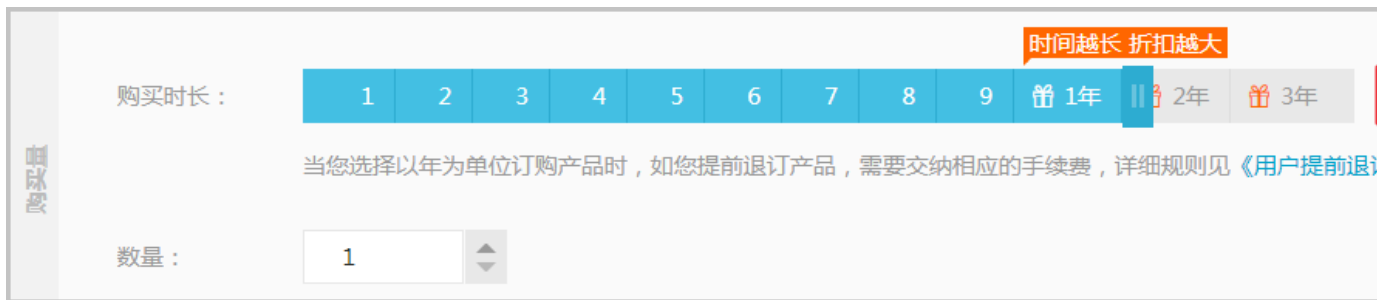 时间越长 折扣越大
购买时长： 1 2 3 4 5 6 7 8 9 1年 2年 3年
当您选择以年为单位订购产品时，如您提前退订产品，需要交纳相应的手续费，详细规则见《用户提前退
购买量
数量： 1